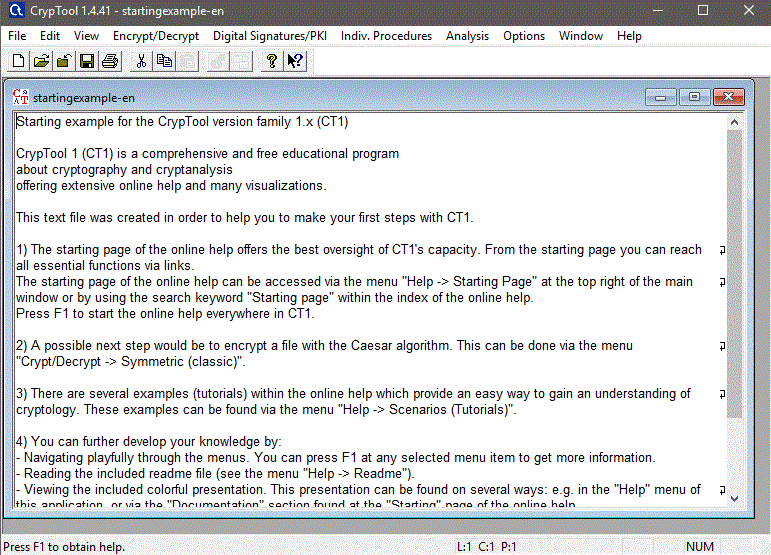 CrypTool 1.4.41 - startingexample-en
File Edit View Encrypt/Decrypt Digital Signatures/PKI Indiv. Procedures Analysis Options Window Help
startingexample-en
Starting example for the CrypTool version family 1.x (CT1)
CrypTool 1 (CT1) is a comprehensive and free educational program
about cryptography and cryptanalysis
offering extensive online help and many visualizations.
This text file was created in order to help you to make your first steps with CT1.
1) The starting page of the online help offers the best oversight of CT1's capacity. From the starting page you can reach
all essential functions via links.
The starting page of the online help can be accessed via the menu "Help -> Starting Page" at the top right of the main
window or by using the search keyword "Starting page" within the index of the online help.
Press F1 to start the online help everywhere in CT1.
2) A possible next step would be to encrypt a file with the Caesar algorithm. This can be done via the menu
"Crypt/Decrypt -> Symmetric (classic)".
3) There are several examples (tutorials) within the online help which provide an easy way to gain an understanding of
cryptology. These examples can be found via the menu "Help -> Scenarios (Tutorials)".
4) You can further develop your knowledge by:
- Navigating playfully through the menus. You can press F1 at any selected menu item to get more information.
- Reading the included readme file (see the menu "Help -> Readme").
- Viewing the included colorful presentation. This presentation can be found on several ways: e.g. in the "Help" menu of
this application, or via the "Documentation" section found at the "Starting" page of the online help.
Press F1 to obtain help. L:1 C:1 P:1 NUM